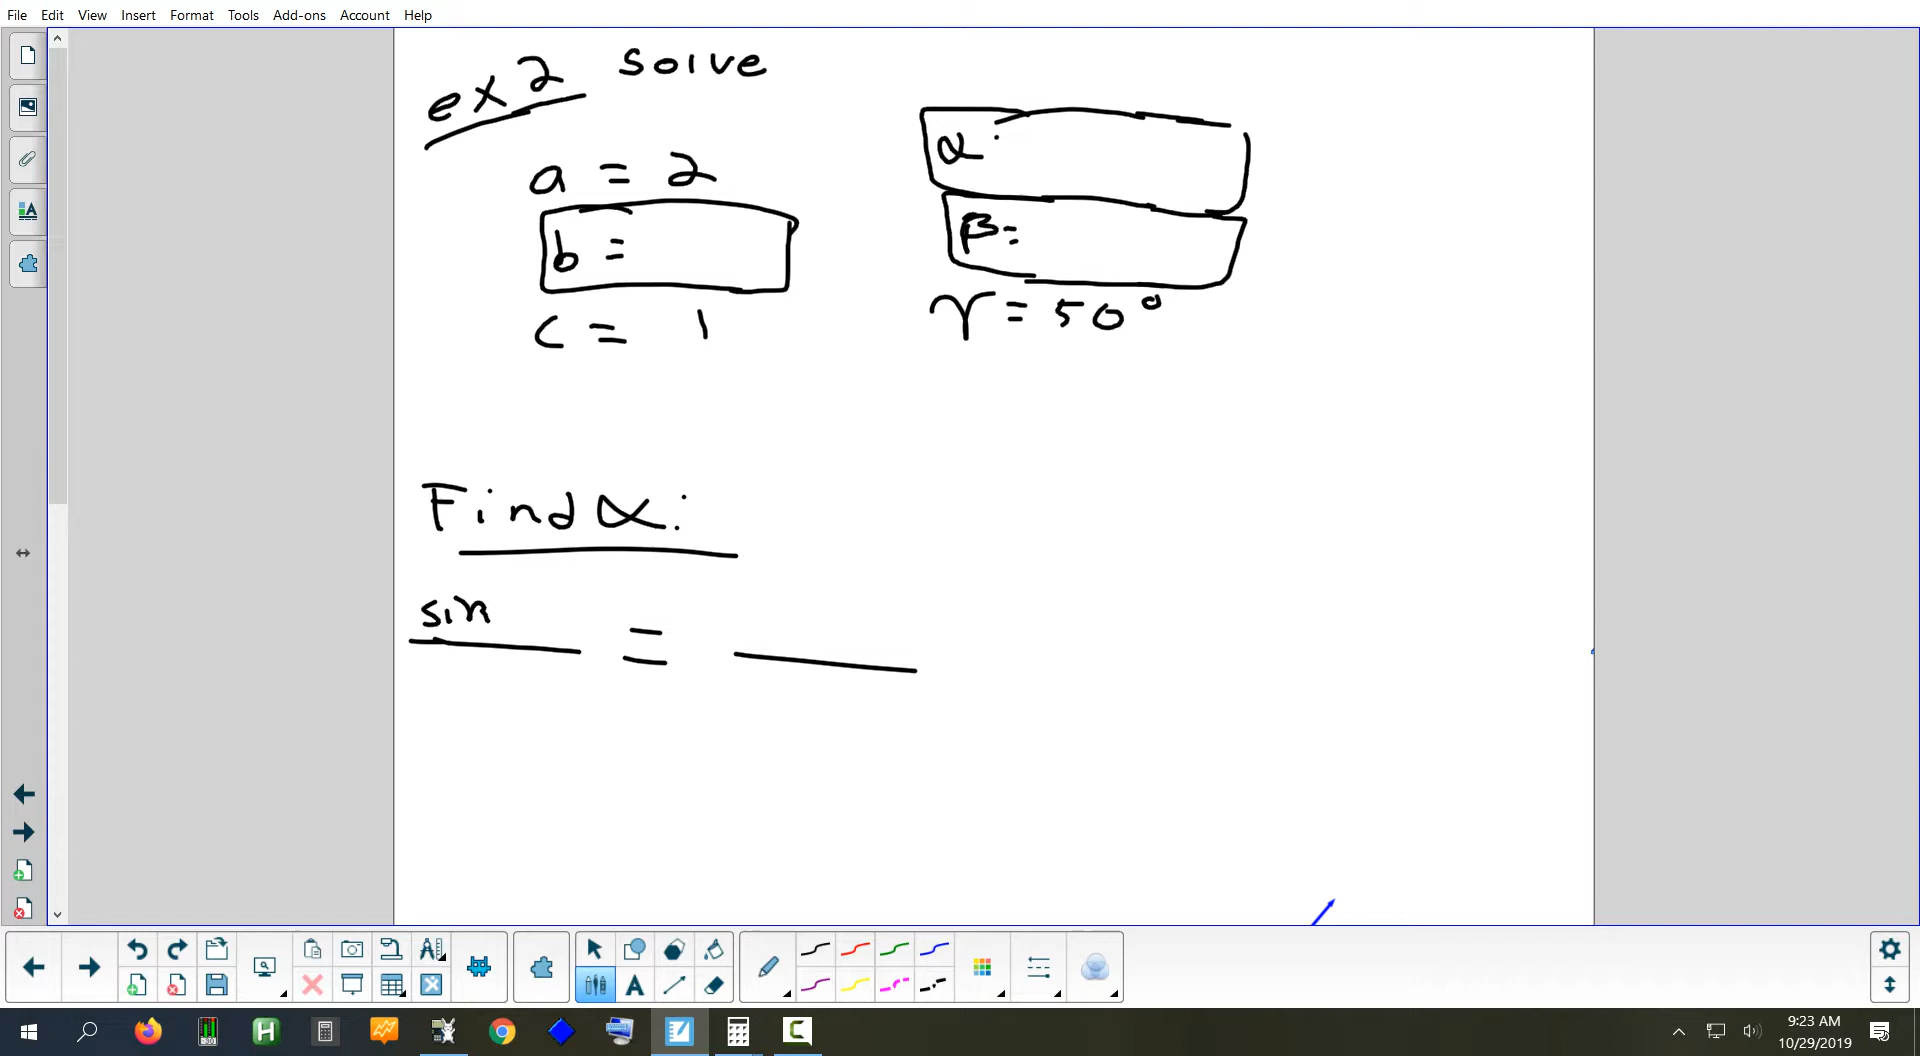 File Edit View Insert Format Tools Add-ons Account Help
ex 2 solve
a = 2
α:
b =
β=
c = 1
γ = 50°
Find α:
sin
=
9:23 AM
10/29/2019